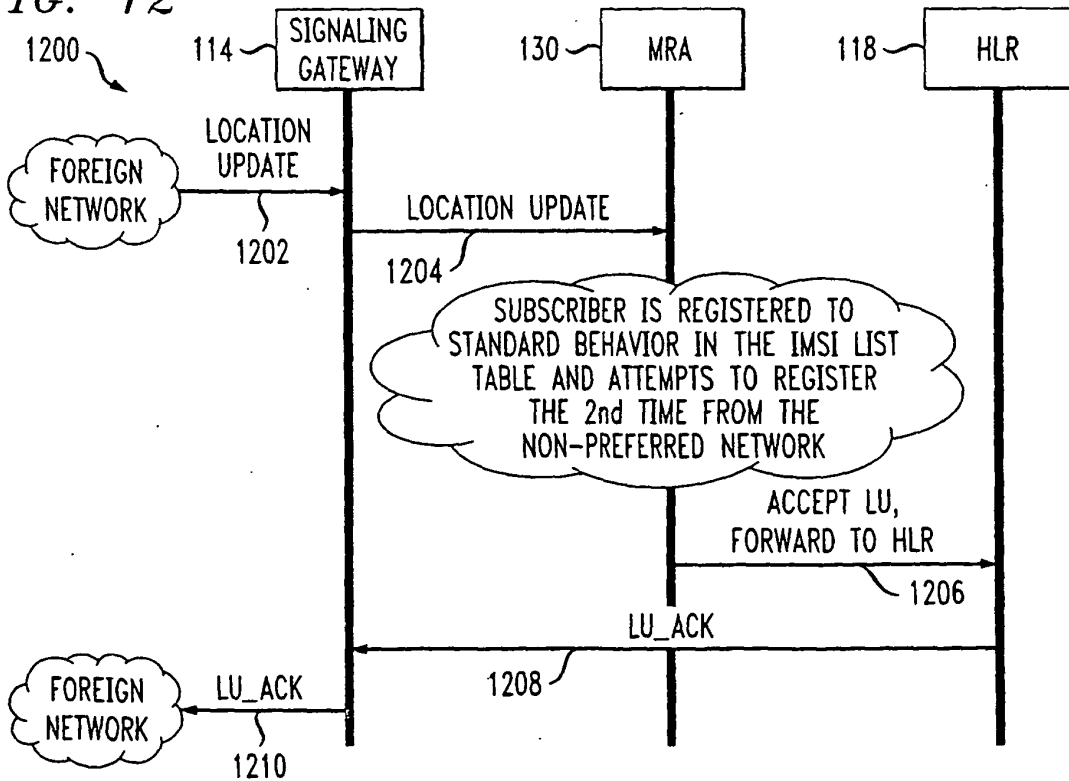 FIG. 12
1200
114
SIGNALING
GATEWAY
130
MRA
118
HLR
FOREIGN
NETWORK
LOCATION
UPDATE
1202
LOCATION UPDATE
1204
SUBSCRIBER IS REGISTERED TO
STANDARD BEHAVIOR IN THE IMSI LIST
TABLE AND ATTEMPTS TO REGISTER
THE 2nd TIME FROM THE
NON-PREFERRED NETWORK
ACCEPT LU,
FORWARD TO HLR
1206
LU_ACK
1208
FOREIGN
NETWORK
LU_ACK
1210